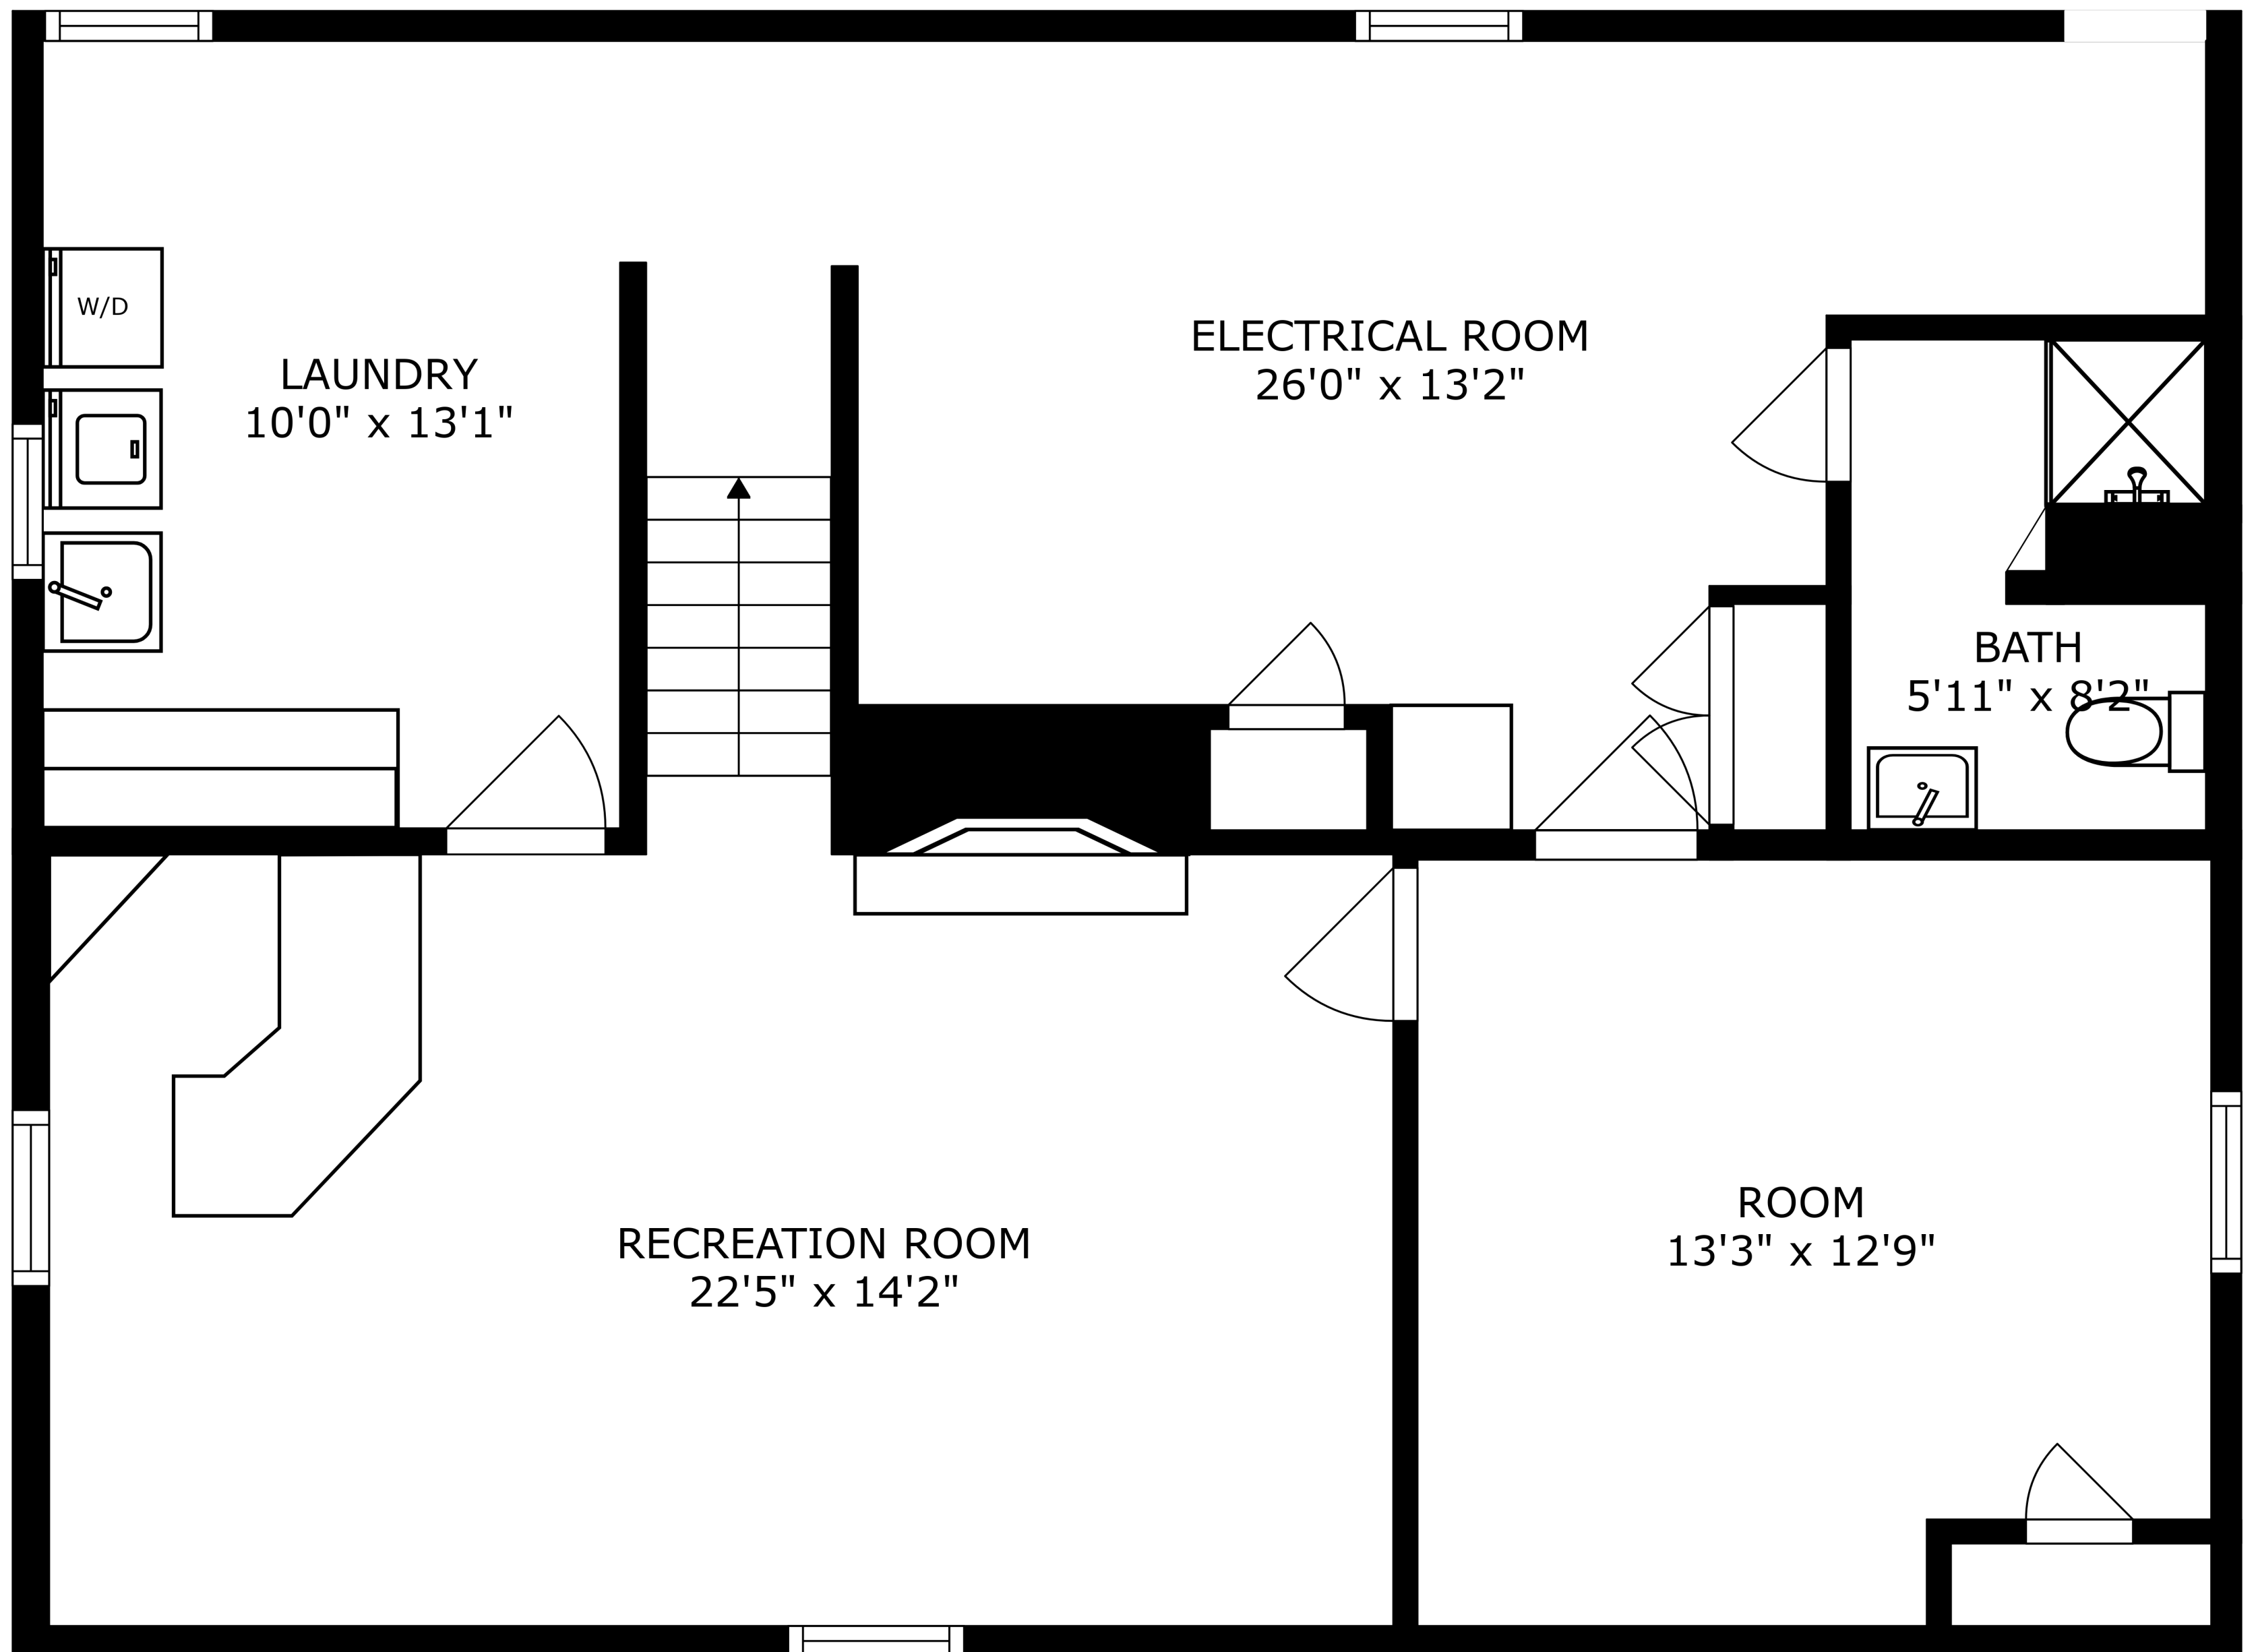 W/D
LAUNDRY
10'0" x 13'1"
ELECTRICAL ROOM
26'0" x 13'2"
BATH
5'11" x 8'2"
RECREATION ROOM
22'5" x 14'2"
ROOM
13'3" x 12'9"